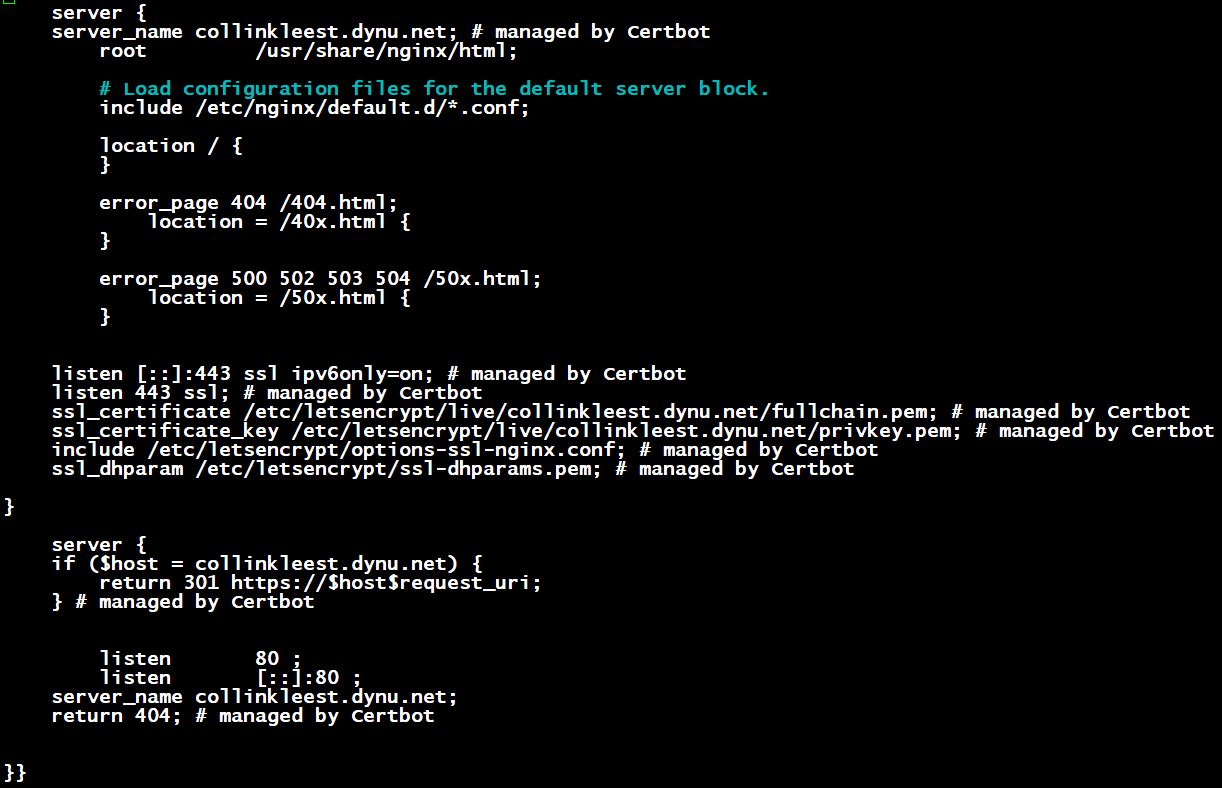 server {
server_name collinkleest.dynu.net; # managed by Certbot
root /usr/share/nginx/html;
# Load configuration files for the default server block.
include /etc/nginx/default.d/*.conf;
location / {
}
error_page 404 /404.html;
location = /40x.html {
}
error_page 500 502 503 504 /50x.html;
location = /50x.html {
}
listen [::]:443 ssl ipv6only=on; # managed by Certbot
listen 443 ssl; # managed by Certbot
ssl_certificate /etc/letsencrypt/live/collinkleest.dynu.net/fullchain.pem; # managed by Certbot
ssl_certificate_key /etc/letsencrypt/live/collinkleest.dynu.net/privkey.pem; # managed by Certbot
include /etc/letsencrypt/options-ssl-nginx.conf; # managed by Certbot
ssl_dhparam /etc/letsencrypt/ssl-dhparams.pem; # managed by Certbot
}
server {
if ($host = collinkleest.dynu.net) {
return 301 https://$host$request_uri;
} # managed by Certbot
listen 80 ;
listen [::]:80 ;
server_name collinkleest.dynu.net;
return 404; # managed by Certbot
}}